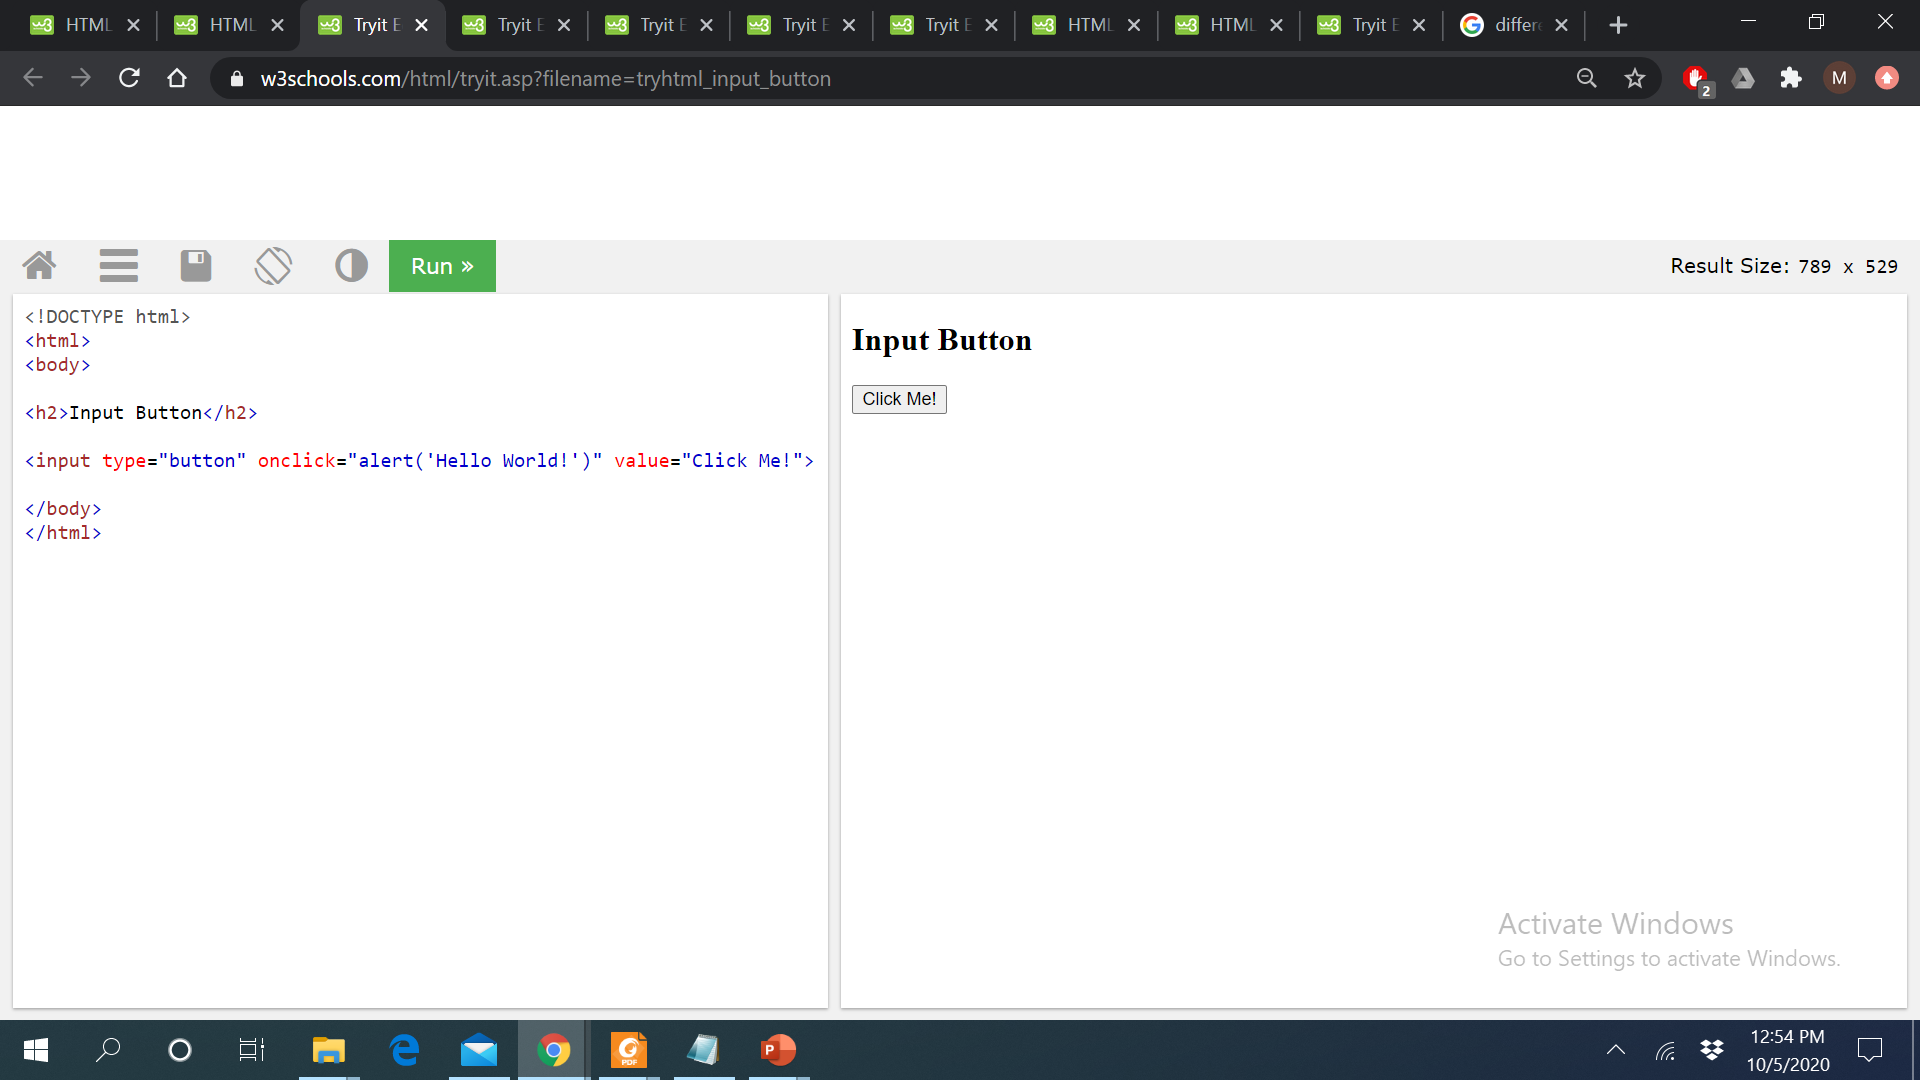 HTML
HTML
Tryit E
Tryit E
Tryit E
Tryit E
Tryit E
HTML
HTML
Tryit E
differe
w3schools.com/html/tryit.asp?filename=tryhtml_input_button
2
M
Run »
Result Size: 789 x 529
<!DOCTYPE html>
<html>
<body>
<h2>Input Button</h2>
<input type="button" onclick="alert('Hello World!')" value="Click Me!">
</body>
</html>
Input Button
Click Me!
Activate Windows
Go to Settings to activate Windows.
PDF
P
12:54 PM
10/5/2020